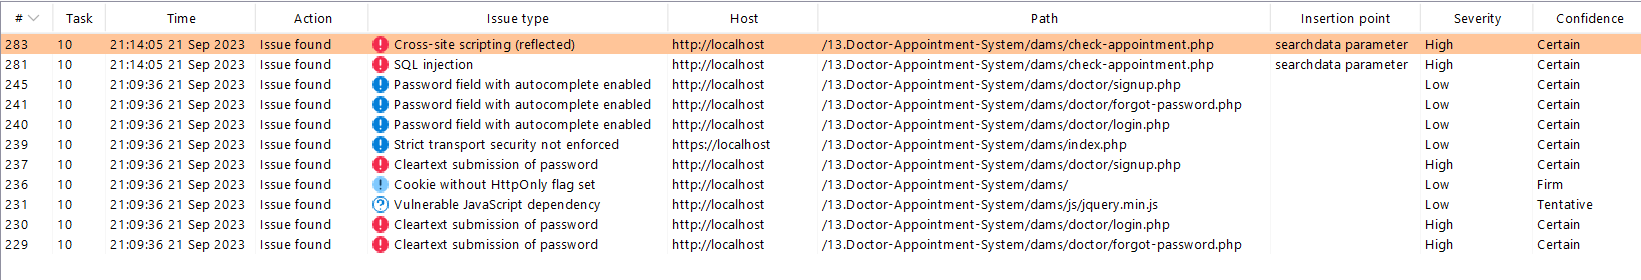 # Task Time Action Issue type Host Path Insertion point Severity Confidence
283 10 21:14:05 21 Sep 2023 Issue found Cross-site scripting (reflected) http://localhost /13.Doctor-Appointment-System/dams/check-appointment.php searchdata parameter High Certain
281 10 21:14:05 21 Sep 2023 Issue found SQL injection http://localhost /13.Doctor-Appointment-System/dams/check-appointment.php searchdata parameter High Certain
245 10 21:09:36 21 Sep 2023 Issue found Password field with autocomplete enabled http://localhost /13.Doctor-Appointment-System/dams/doctor/signup.php Low Certain
241 10 21:09:36 21 Sep 2023 Issue found Password field with autocomplete enabled http://localhost /13.Doctor-Appointment-System/dams/doctor/forgot-password.php Low Certain
240 10 21:09:36 21 Sep 2023 Issue found Password field with autocomplete enabled http://localhost /13.Doctor-Appointment-System/dams/doctor/login.php Low Certain
239 10 21:09:36 21 Sep 2023 Issue found Strict transport security not enforced https://localhost /13.Doctor-Appointment-System/dams/index.php Low Certain
237 10 21:09:36 21 Sep 2023 Issue found Cleartext submission of password http://localhost /13.Doctor-Appointment-System/dams/doctor/signup.php High Certain
236 10 21:09:36 21 Sep 2023 Issue found Cookie without HttpOnly flag set http://localhost /13.Doctor-Appointment-System/dams/ Low Firm
231 10 21:09:36 21 Sep 2023 Issue found Vulnerable JavaScript dependency http://localhost /13.Doctor-Appointment-System/dams/js/jquery.min.js Low Tentative
230 10 21:09:36 21 Sep 2023 Issue found Cleartext submission of password http://localhost /13.Doctor-Appointment-System/dams/doctor/login.php High Certain
229 10 21:09:36 21 Sep 2023 Issue found Cleartext submission of password http://localhost /13.Doctor-Appointment-System/dams/doctor/forgot-password.php High Certain